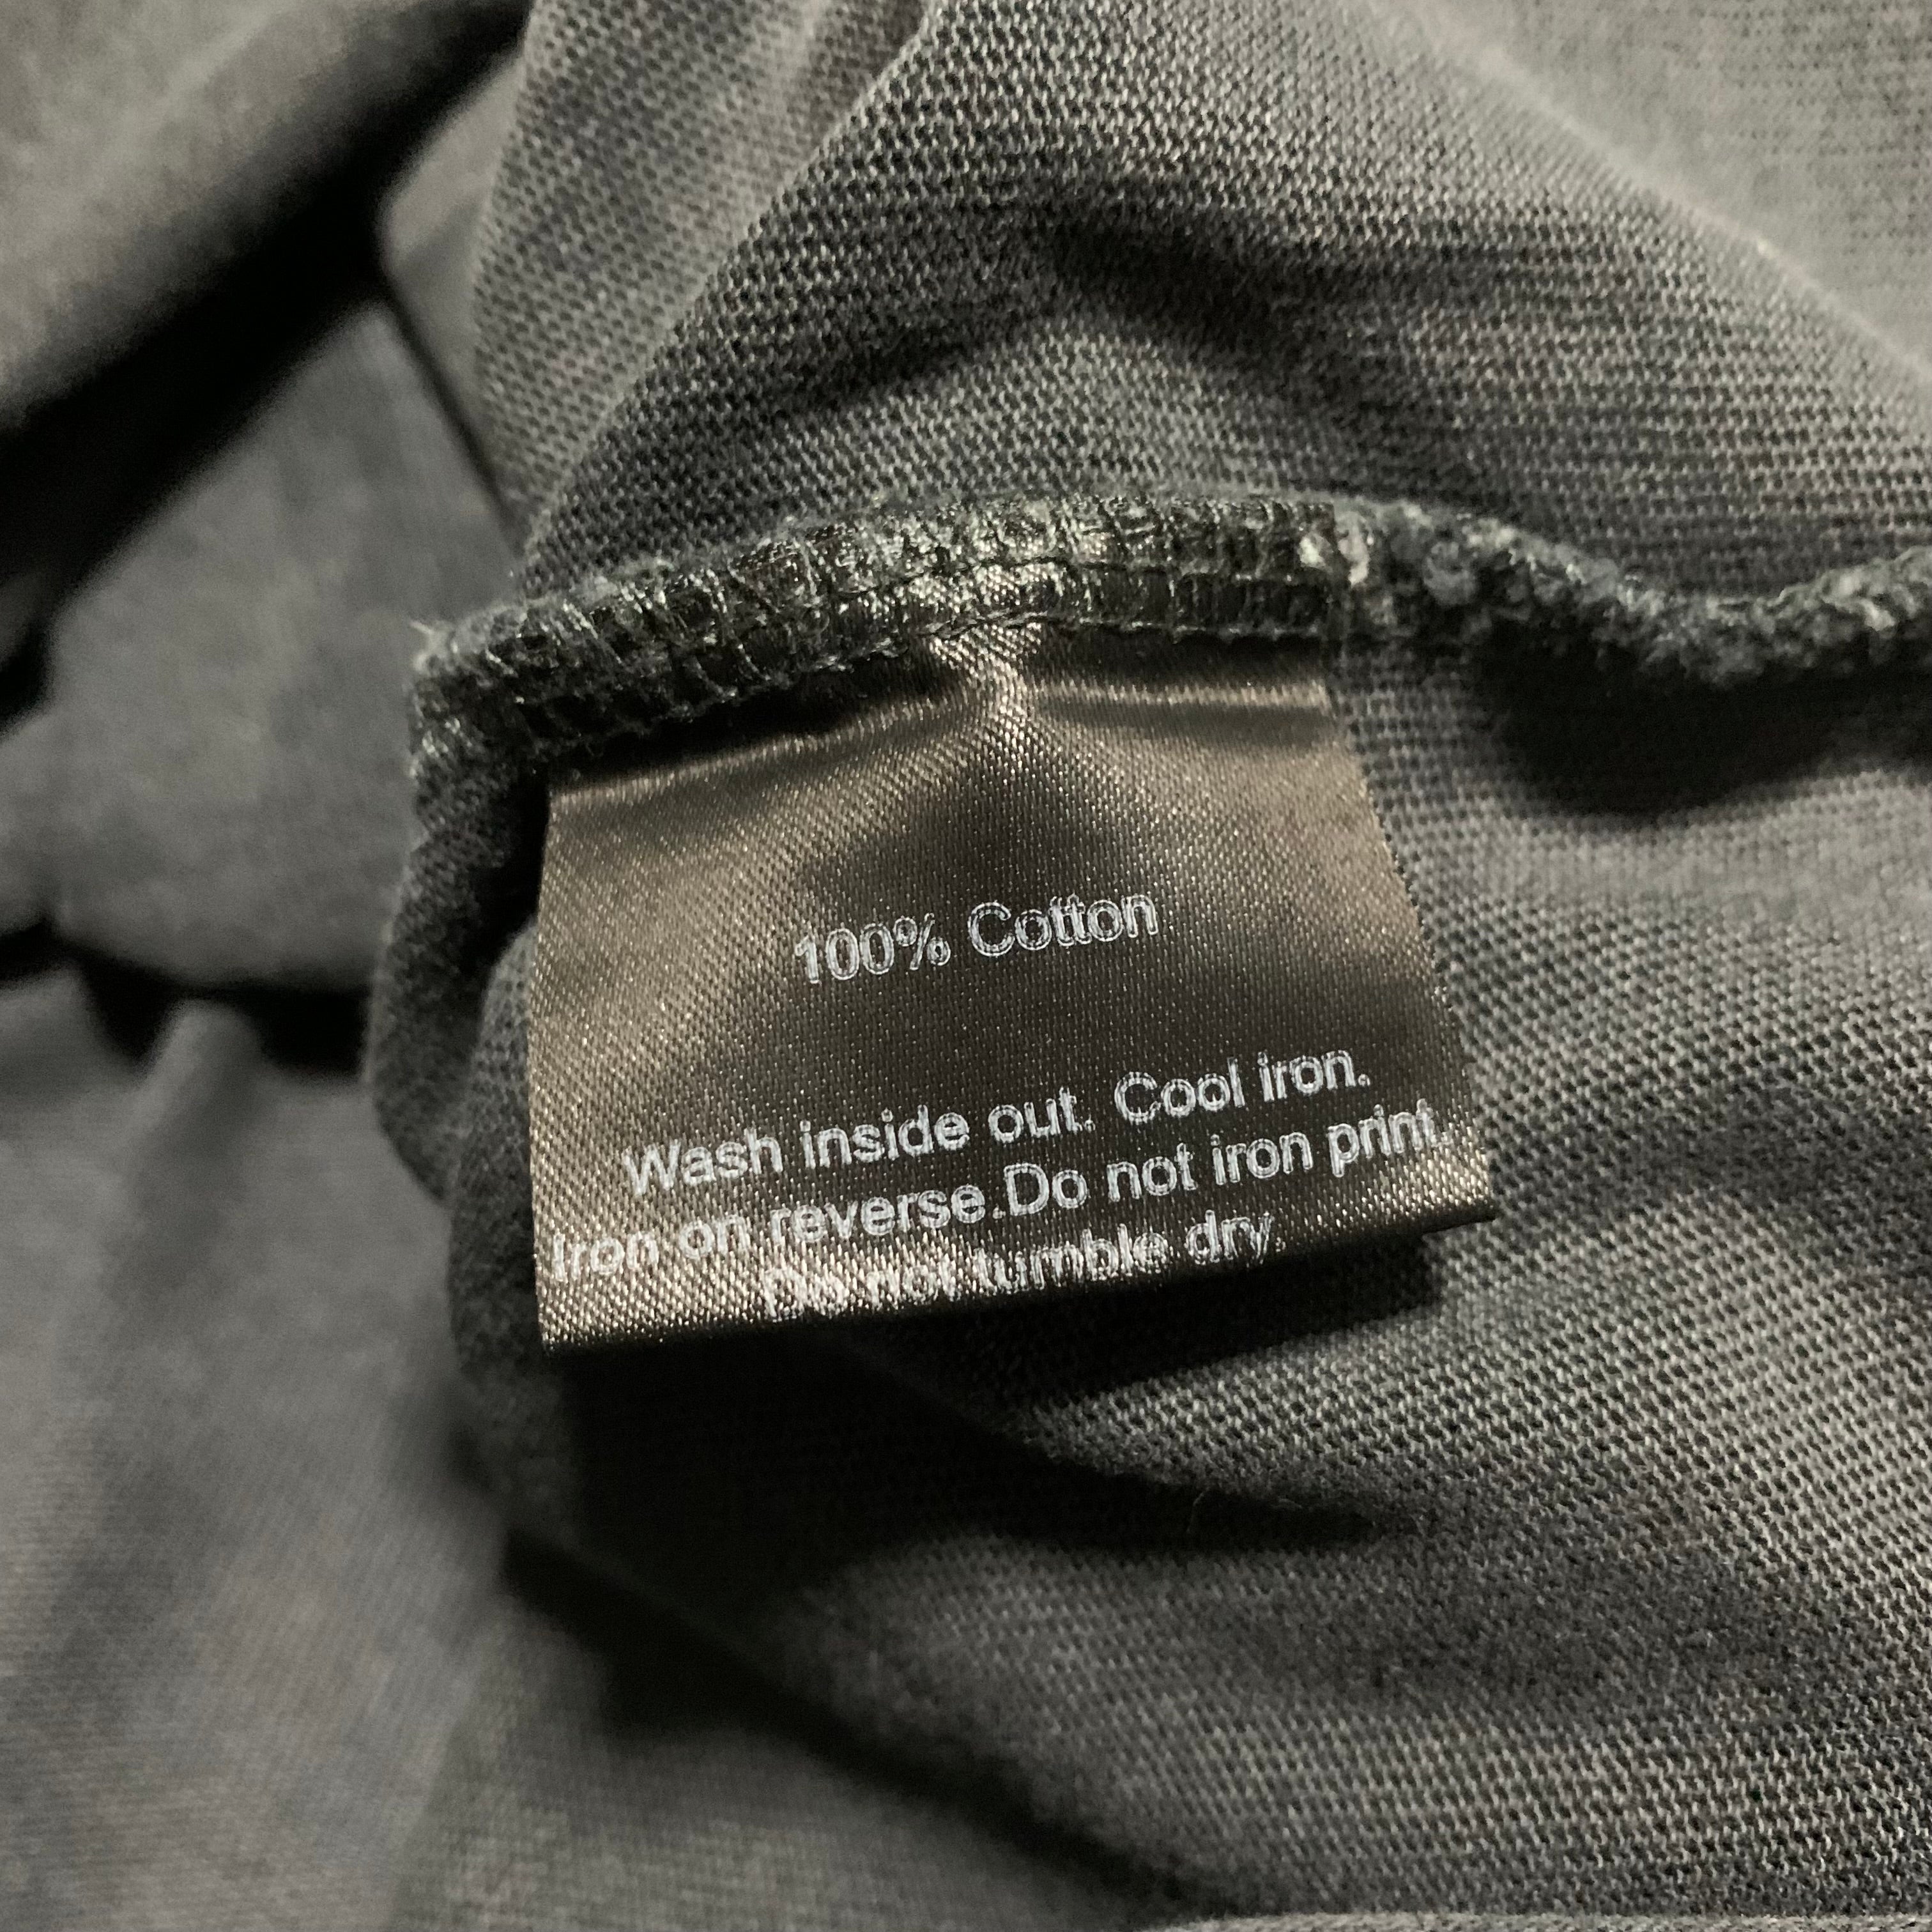 100% Cotton
Wash inside out. Cool iron.
Iron on reverse.Do not iron print.
Do not tumble dry.